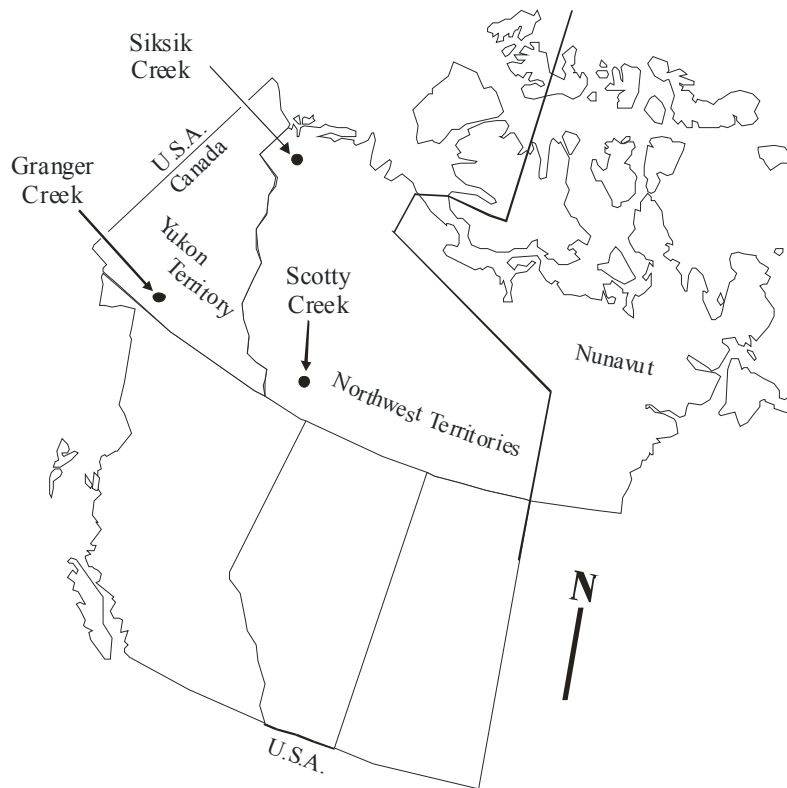 Siksik
Creek
U.S.A.
Canada
Granger
Creek
Yukon
Territory
Scotty
Creek
Nunavut
Northwest Territories
N
U.S.A.